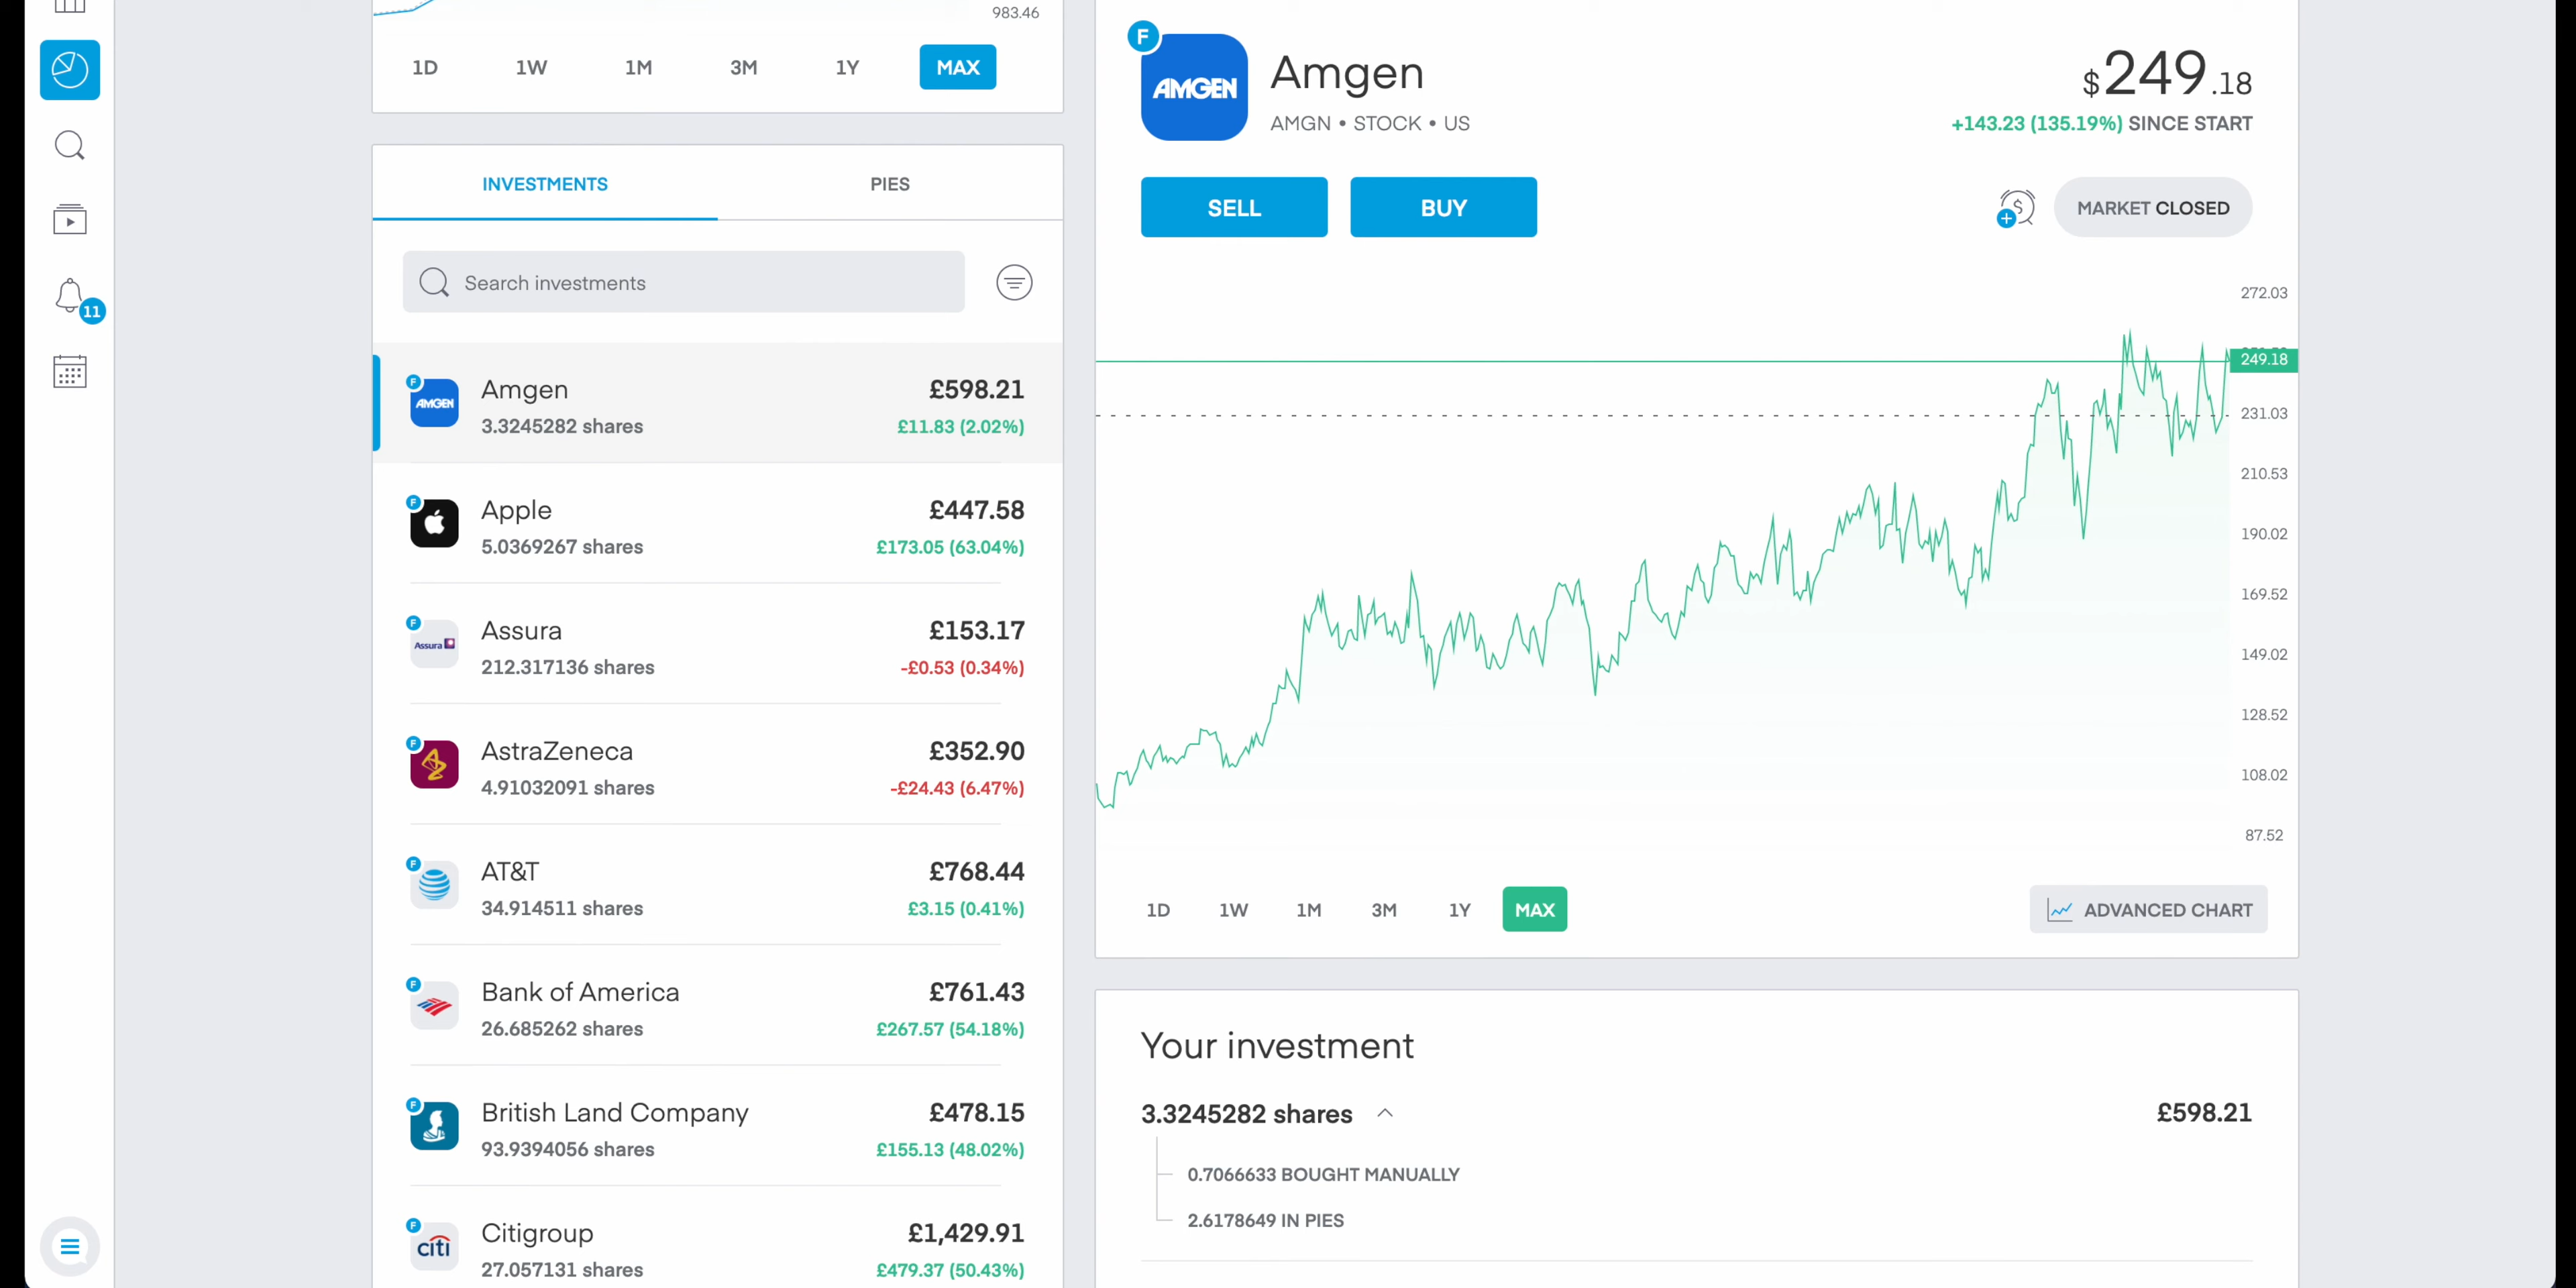 983.46
1D 1W 1M 3M 1Y MAX
INVESTMENTS PIES
Search investments
11
F
AMGEN
Amgen £598.21
3.3245282 shares £11.83 (2.02%)
F
Apple £447.58
5.0369267 shares £173.05 (63.04%)
F
Assura
Assura £153.17
212.317136 shares -£0.53 (0.34%)
F
AstraZeneca £352.90
4.91032091 shares -£24.43 (6.47%)
F
AT&T £768.44
34.914511 shares £3.15 (0.41%)
F
Bank of America £761.43
26.685262 shares £267.57 (54.18%)
F
British Land Company £478.15
93.9394056 shares £155.13 (48.02%)
F
citi
Citigroup £1,429.91
27.057131 shares £479.37 (50.43%)
F
AMGEN
Amgen $249.18
AMGN • STOCK • US +143.23 (135.19%) SINCE START
SELL BUY MARKET CLOSED
272.03
249.18
231.03
210.53
190.02
169.52
149.02
128.52
108.02
87.52
1D 1W 1M 3M 1Y MAX ADVANCED CHART
Your investment
3.3245282 shares £598.21
0.7066633 BOUGHT MANUALLY
2.6178649 IN PIES